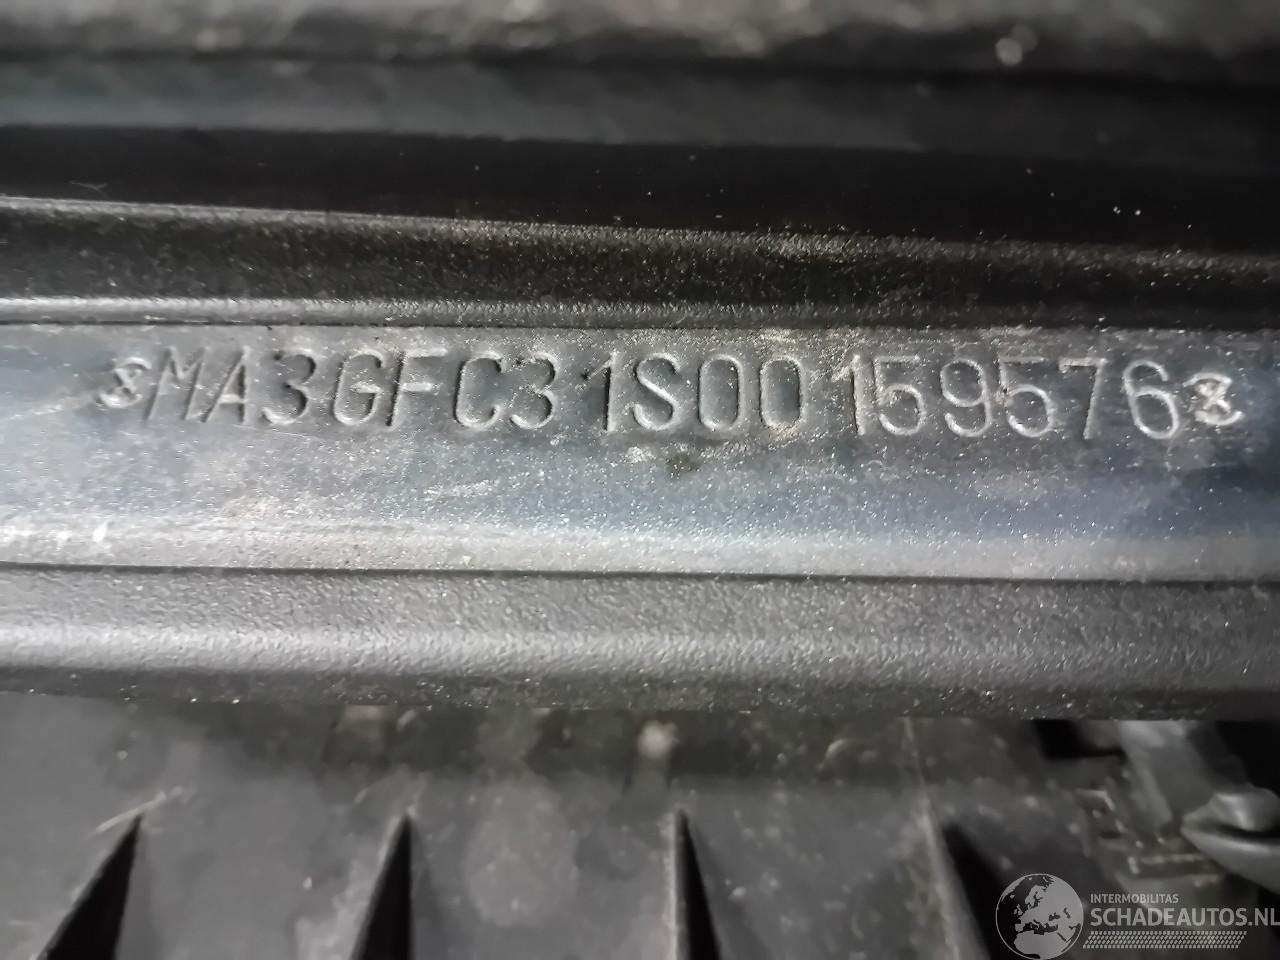 MA3GFC31S00159576
INTERMOBILITAS
SCHADEAUTOS.NL